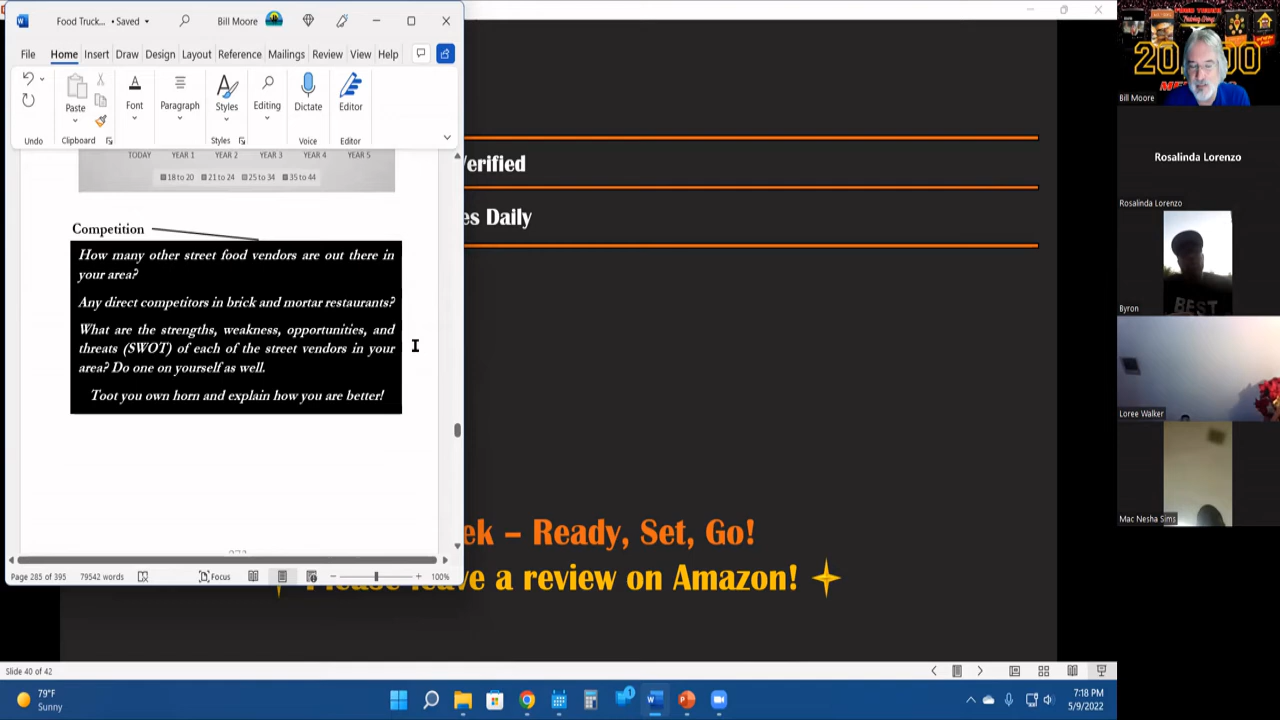 Food Truck... • Saved
Bill Moore
File
Home
Insert
Draw
Design
Layout
Reference
Mailings
Review
View
Help
Paste
Font
Paragraph
Styles
Editing
Dictate
Editor
Undo
Clipboard
Styles
Voice
Editor
TODAY YEAR 1 YEAR 2 YEAR 3 YEAR 4 YEAR 5
18 to 20 21 to 24 25 to 34 35 to 44
Competition
How many other street food vendors are out there in
your area?
Any direct competitors in brick and mortar restaurants?
What are the strengths, weakness, opportunities, and
threats (SWOT) of each of the street vendors in your
area? Do one on yourself as well.
Toot you own horn and explain how you are better!
Page 285 of 395
79542 words
Focus
100%
erified
es Daily
ek – Ready, Set, Go!
leave a review on Amazon!
Slide 40 of 42
79°F
Sunny
7:18 PM
5/9/2022
Bill Moore
Rosalinda Lorenzo
Rosalinda Lorenzo
BEST
Byron
Loree Walker
Mac Nesha Sims